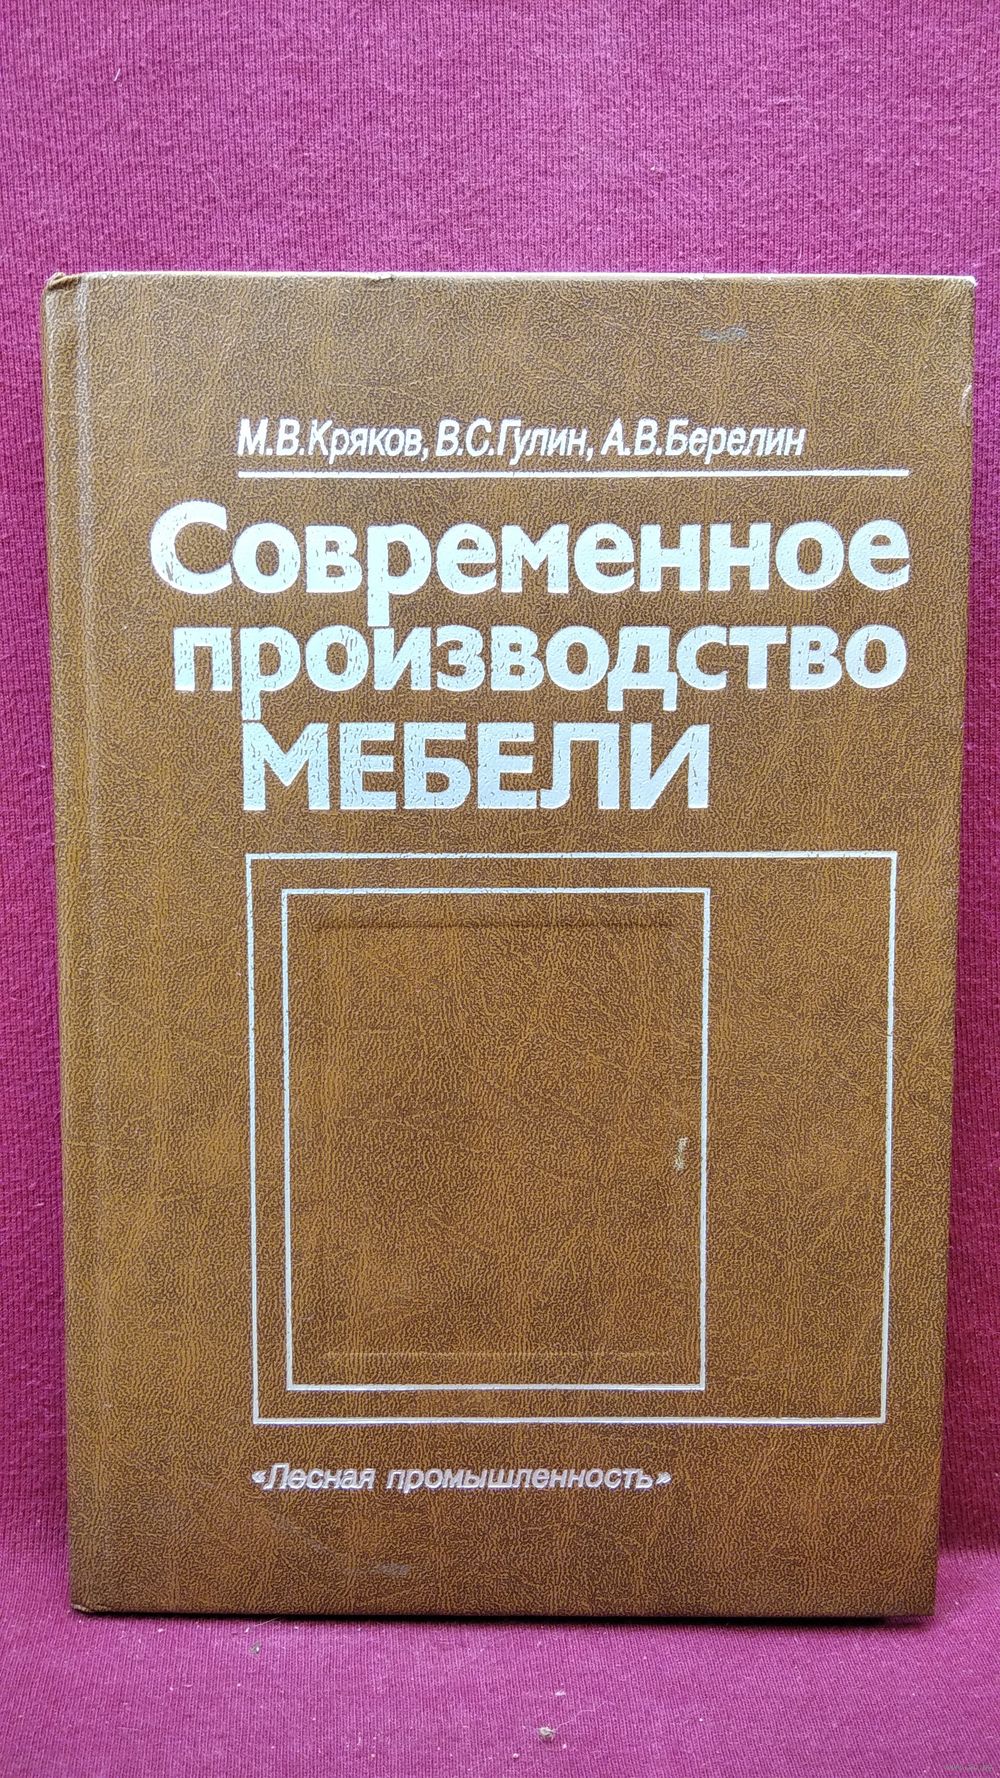 М.В.Кряков, В.С.Гулин, А.В.Берелин
Современное
производство
МЕБЕЛИ
«Лесная промышленность»